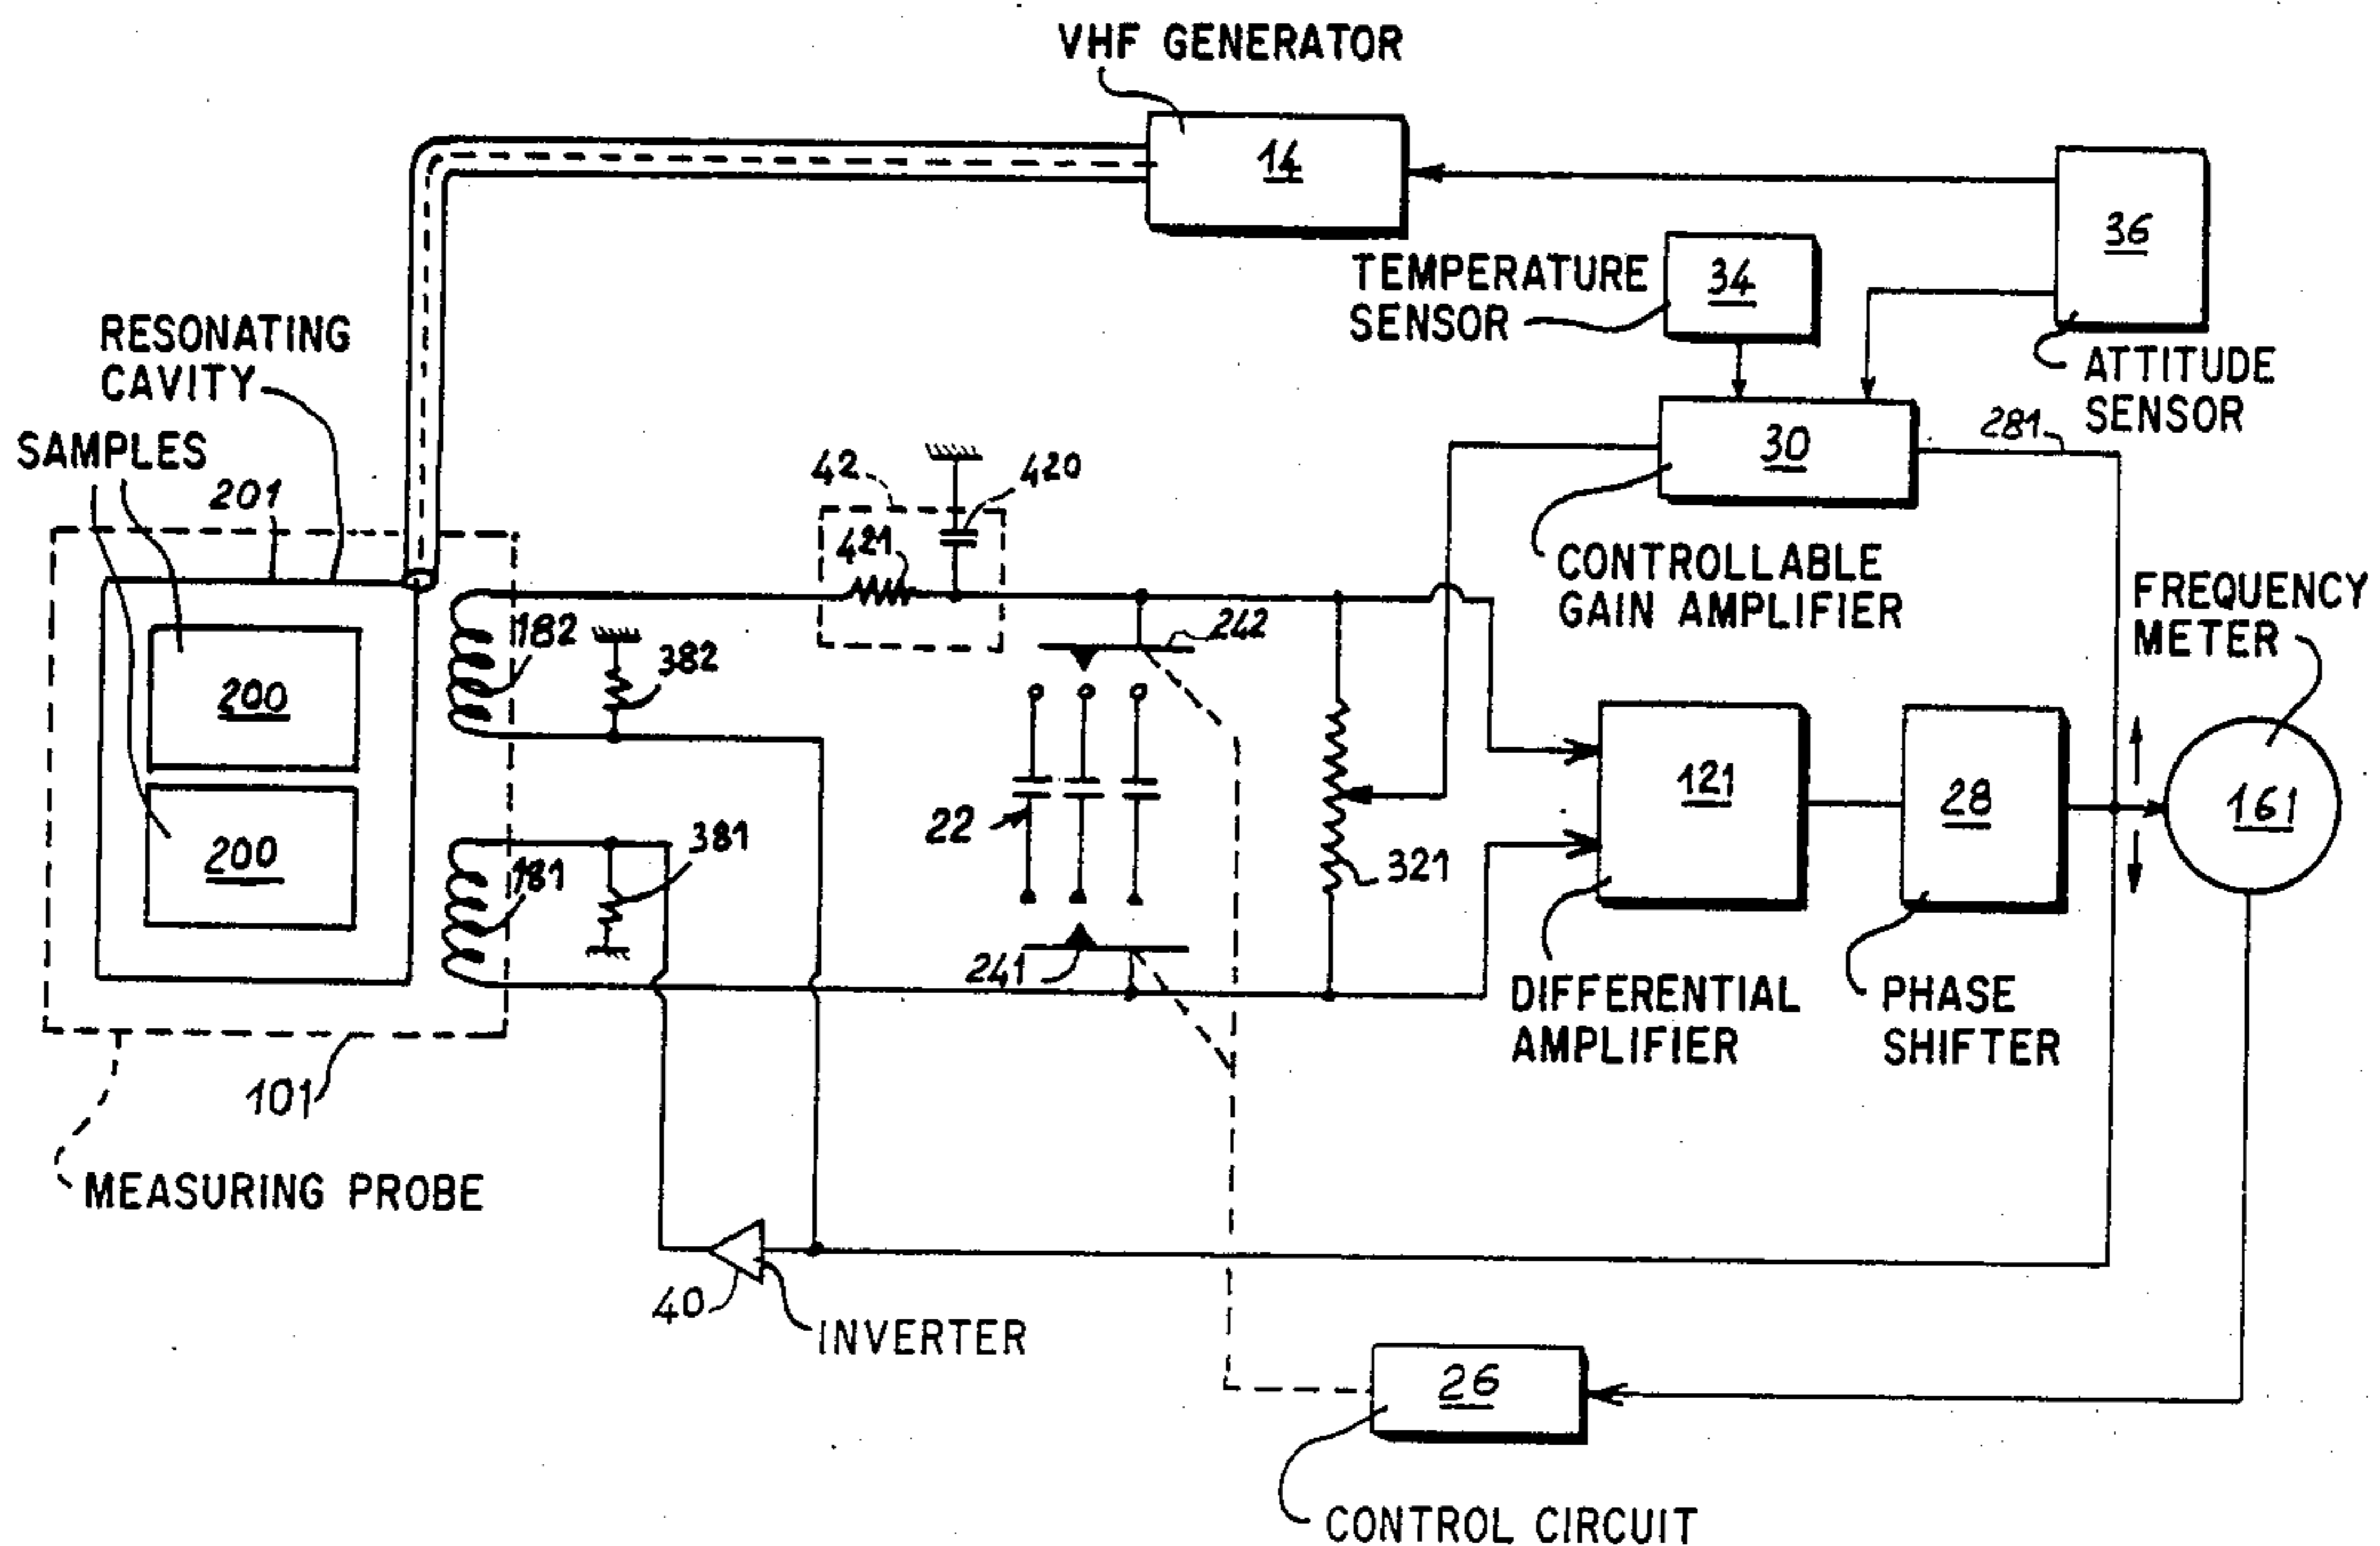 VHF GENERATOR
14
36
TEMPERATURE
SENSOR
34
ATTITUDE
SENSOR
RESONATING
CAVITY
SAMPLES
201
42
420
421
30
281
CONTROLLABLE
GAIN AMPLIFIER
FREQUENCY
METER
182
382
242
200
200
181
381
22
241
321
121
28
161
DIFFERENTIAL
AMPLIFIER
PHASE
SHIFTER
101
MEASURING PROBE
40
INVERTER
26
CONTROL CIRCUIT